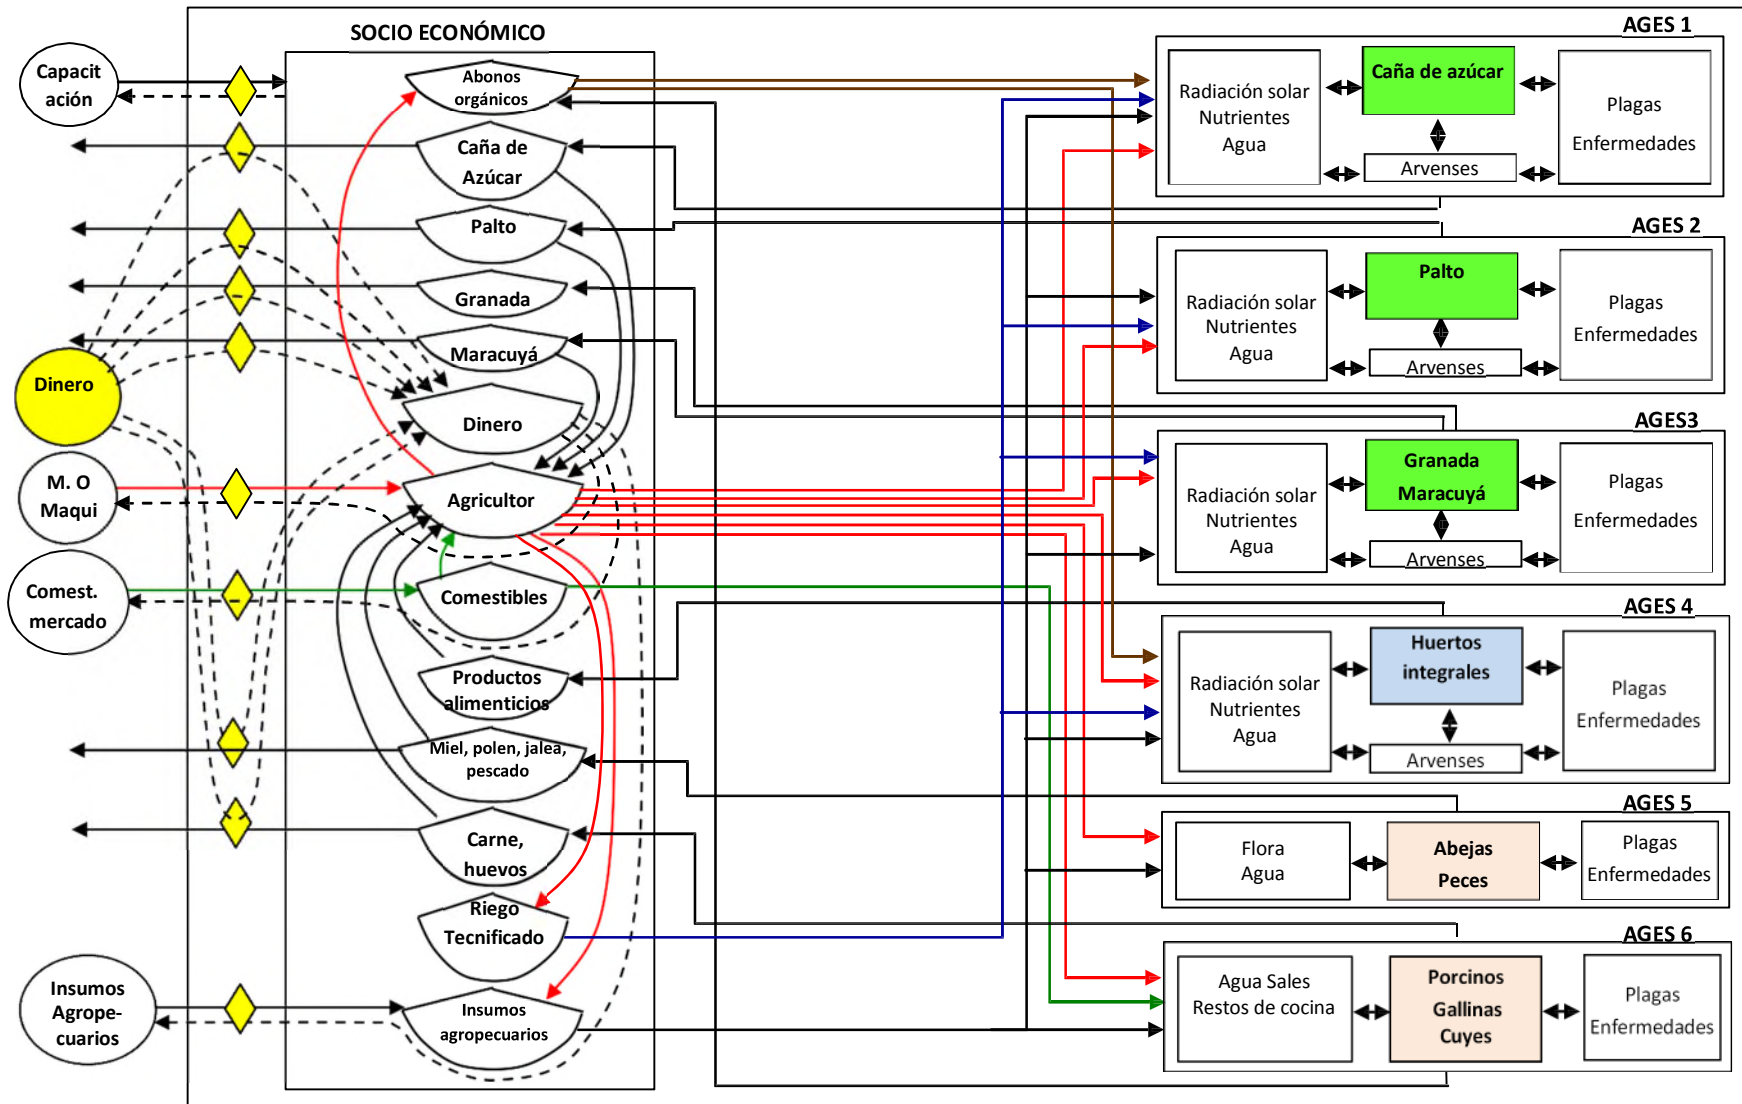 SOCIO ECONÓMICO
Capacit
ación
Dinero
M. O
Maqui
Comest.
mercado
Insumos
Agrope-
cuarios
Abonos
orgánicos
Caña de
Azúcar
Palto
Granada
Maracuyá
Dinero
Agricultor
Comestibles
Productos
alimenticios
Miel, polen, jalea,
pescado
Carne,
huevos
Riego
Tecnificado
Insumos
agropecuarios
AGES 1
Radiación solar
Nutrientes
Agua
Caña de azúcar
Arvenses
Plagas
Enfermedades
AGES 2
Radiación solar
Nutrientes
Agua
Palto
Arvenses
Plagas
Enfermedades
AGES3
Radiación solar
Nutrientes
Agua
Granada
Maracuyá
Arvenses
Plagas
Enfermedades
AGES 4
Radiación solar
Nutrientes
Agua
Huertos
integrales
Arvenses
Plagas
Enfermedades
AGES 5
Flora
Agua
Abejas
Peces
Plagas
Enfermedades
AGES 6
Agua Sales
Restos de cocina
Porcinos
Gallinas
Cuyes
Plagas
Enfermedades